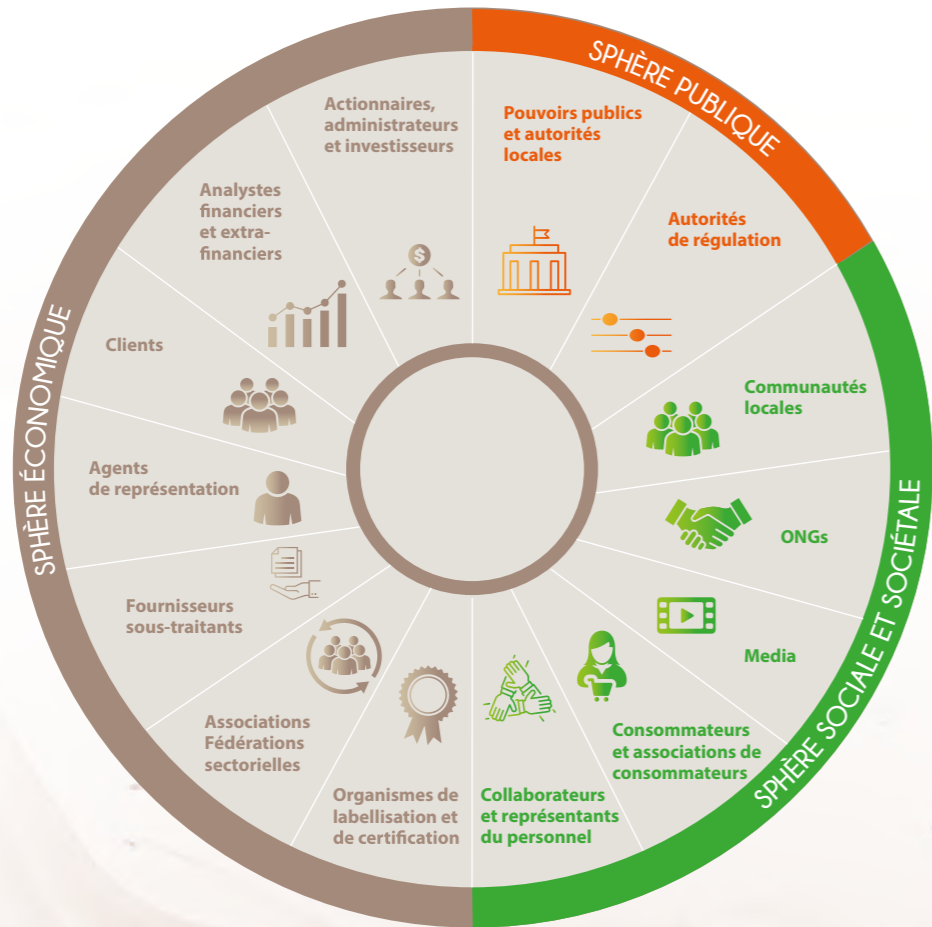 SPHÈRE PUBLIQUE
Pouvoirs publics
et autorités
locales
Autorités
de régulation
SPHÈRE SOCIALE ET SOCIÉTALE
Communautés
locales
ONGs
Media
Consommateurs
et associations de
consommateurs
Collaborateurs
et représentants
du personnel
SPHÈRE ÉCONOMIQUE
Organismes de
labellisation et
de certification
Associations
Fédérations
sectorielles
Fournisseurs
sous-traitants
Agents
de représentation
Clients
Analystes
financiers
et extra-
financiers
Actionnaires,
administrateurs
et investisseurs
$